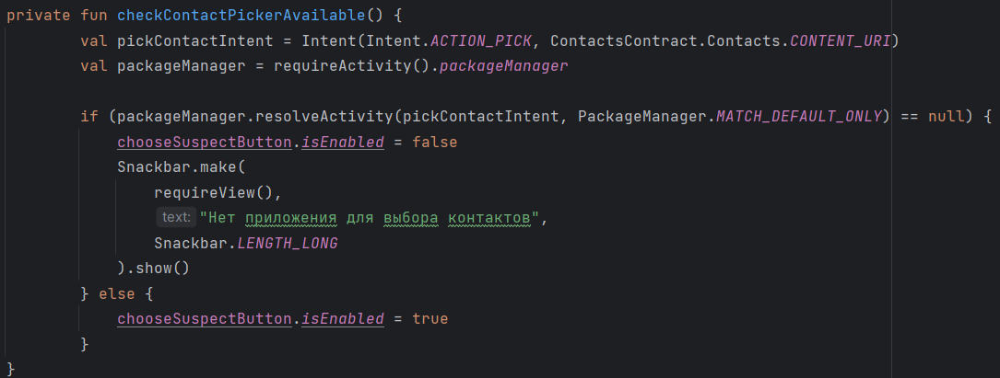 private fun checkContactPickerAvailable() {
val pickContactIntent = Intent(Intent.ACTION_PICK, ContactsContract.Contacts.CONTENT_URI)
val packageManager = requireActivity().packageManager
if (packageManager.resolveActivity(pickContactIntent, PackageManager.MATCH_DEFAULT_ONLY) == null) {
chooseSuspectButton.isEnabled = false
Snackbar.make(
requireView(),
text: "Нет приложения для выбора контактов",
Snackbar.LENGTH_LONG
).show()
} else {
chooseSuspectButton.isEnabled = true
}
}